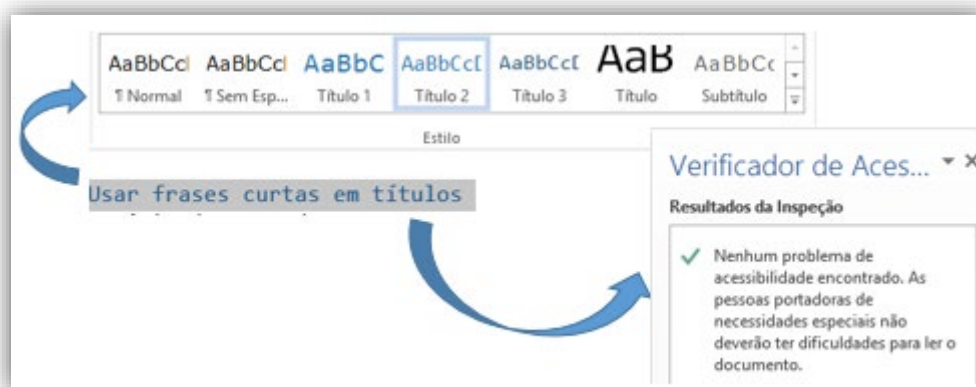 AaBbCcI AaBbCcI AaBbC AaBbCcI AaBbCcI AaB AaBbCc
¶ Normal ¶ Sem Esp... Título 1 Título 2 Título 3 Título Subtítulo
Estilo
Usar frases curtas em títulos
Verificador de Aces...
Resultados da Inspeção
Nenhum problema de
acessibilidade encontrado. As
pessoas portadoras de
necessidades especiais não
deverão ter dificuldades para ler o
documento.